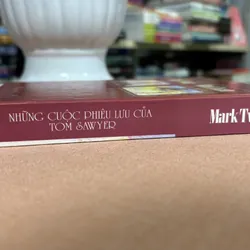 NHỮNG CUỘC PHIÊU LƯU CỦA
TOM SAWYER
Mark Tw